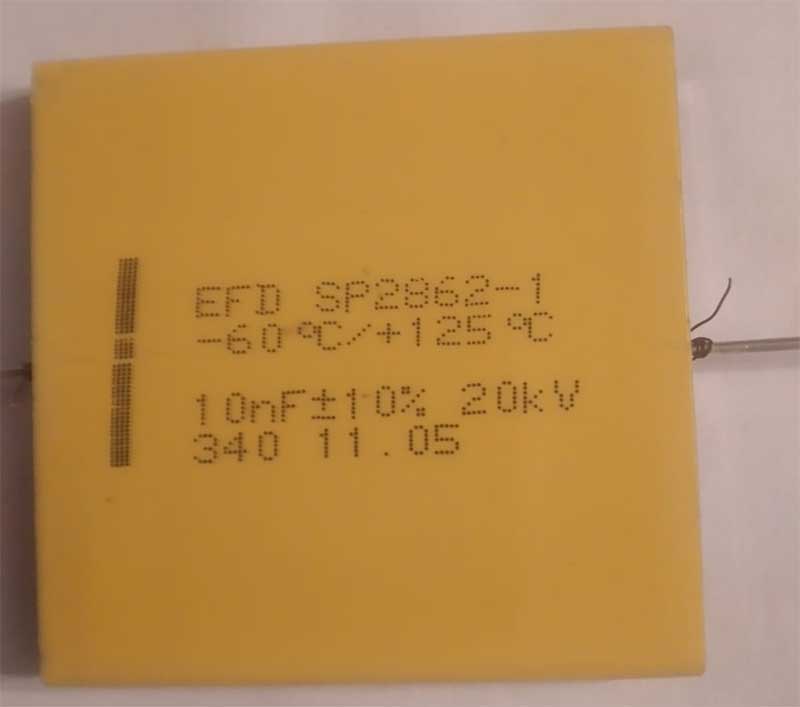 EFD SP2862-1
-60°C/+125°C
10nF±10% 20kV
340 11.05